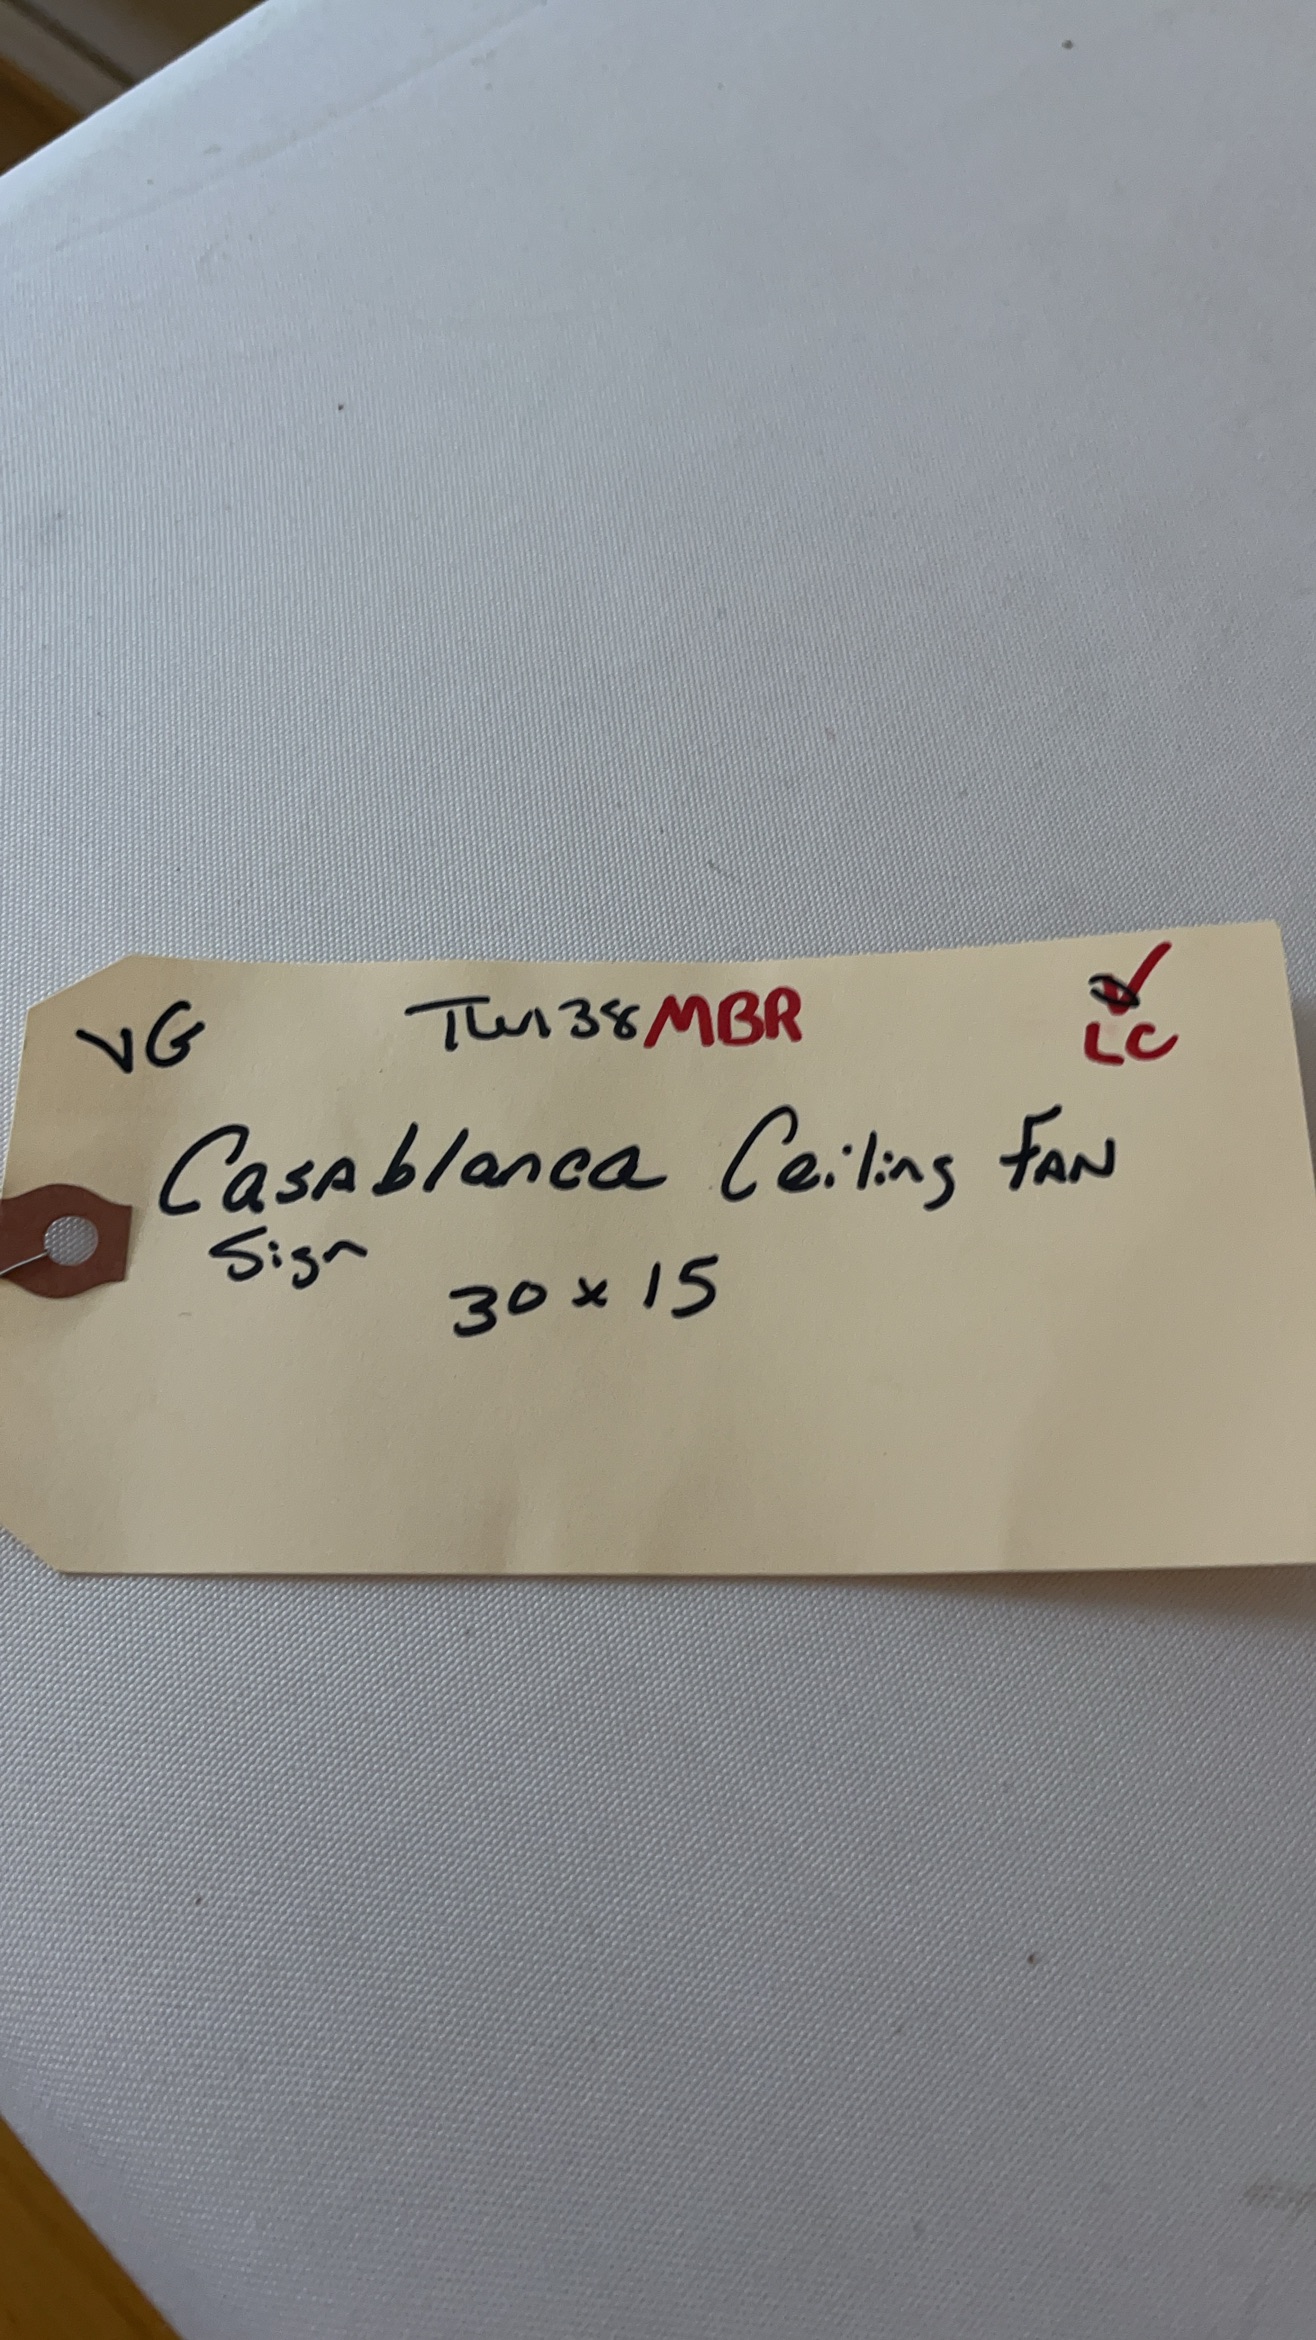 VG TW138MBR ✓
LC
Casablanca Ceiling FAN
Sign
30 x 15